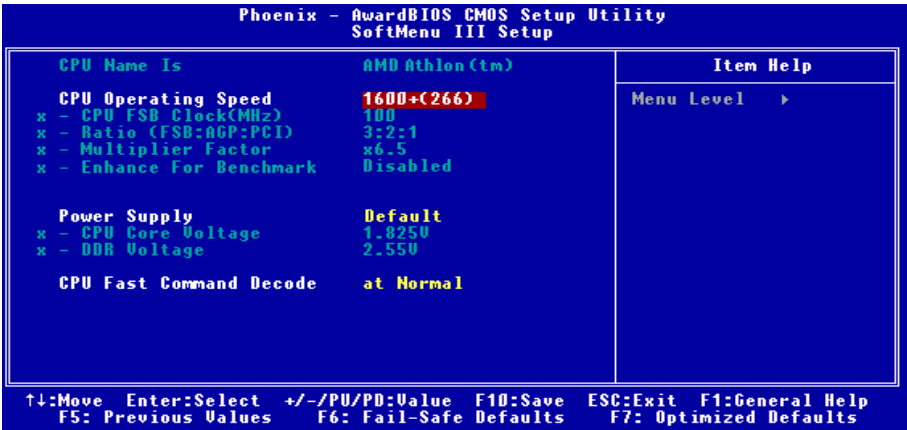 Phoenix - AwardBIOS CMOS Setup Utility
SoftMenu III Setup
CPU Name Is AMD Athlon(tm)
Item Help
CPU Operating Speed 1600+(266)
Menu Level ▸
x - CPU FSB Clock(MHz) 100
x - Ratio (FSB:AGP:PCI) 3:2:1
x - Multiplier Factor x6.5
x - Enhance For Benchmark Disabled
Power Supply Default
x - CPU Core Voltage 1.825V
x - DDR Voltage 2.55V
CPU Fast Command Decode at Normal
↑↓:Move Enter:Select +/-/PU/PD:Value F10:Save ESC:Exit F1:General Help
F5: Previous Values F6: Fail-Safe Defaults F7: Optimized Defaults